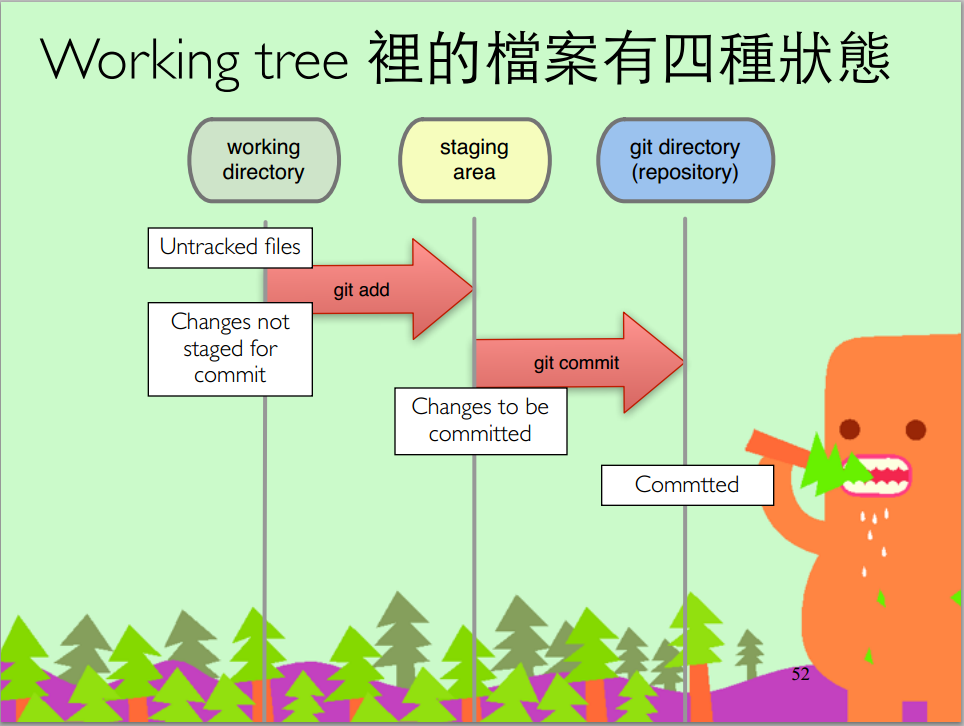 Working tree 裡的檔案有四種狀態
working
directory
staging
area
git directory
(repository)
Untracked files
git add
Changes not
staged for
commit
git commit
Changes to be
committed
Commtted
52